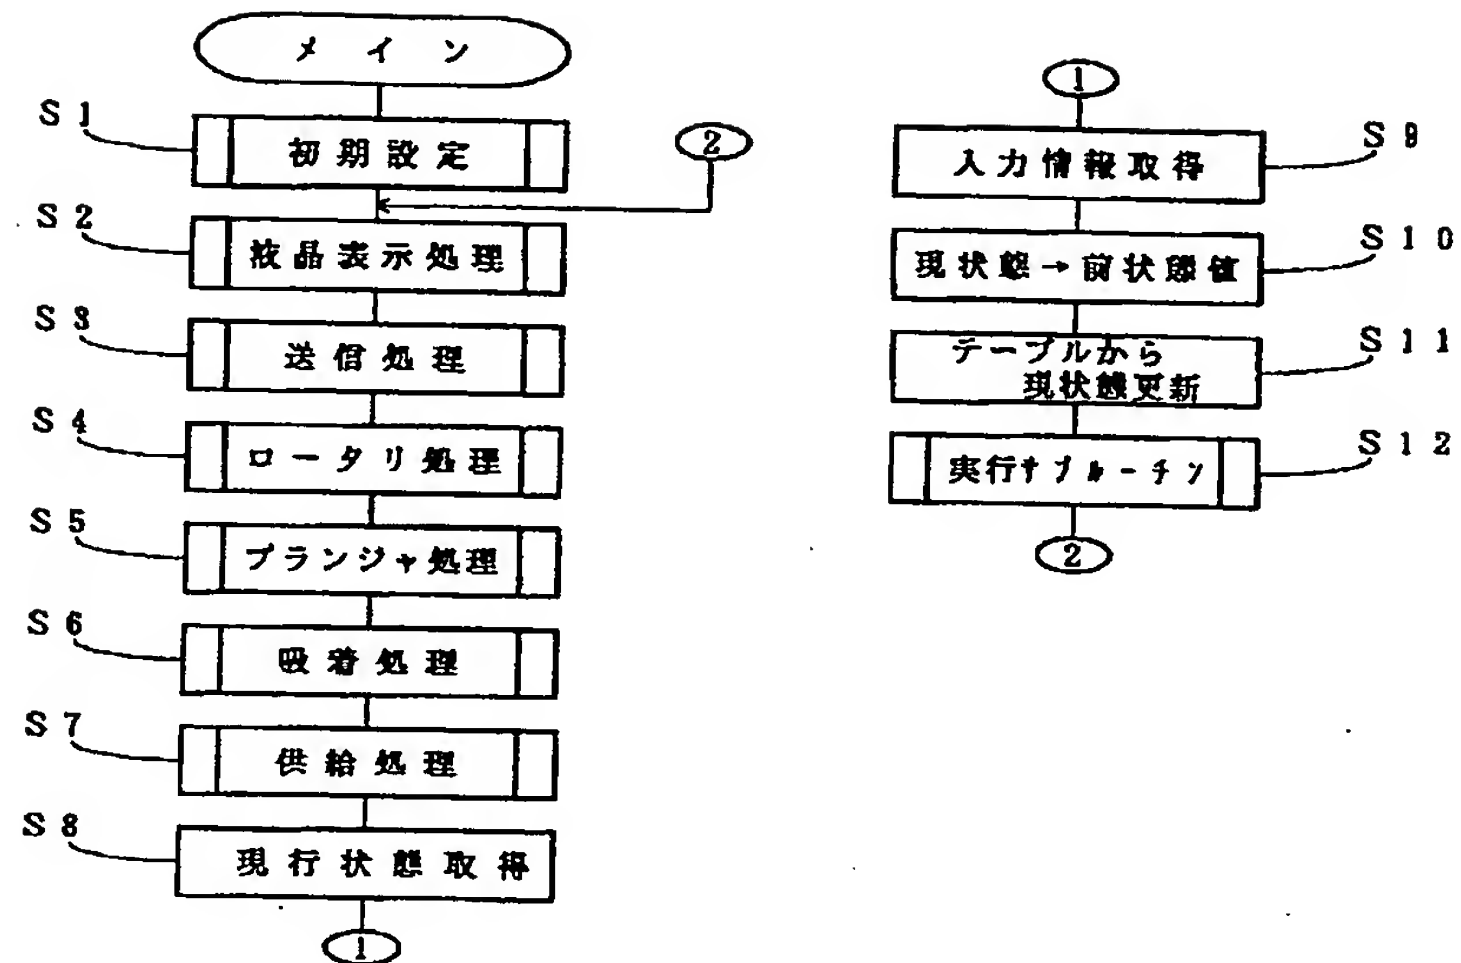 メイン
S1
初期設定
②
S2
液晶表示処理
S3
送信処理
S4
ロータリ処理
S5
プランジャ処理
S6
吸着処理
S7
供給処理
S8
現行状態取得
①
①
S9
入力情報取得
S10
現状態→前状態値
S11
テーブルから
現状態更新
S12
実行サブルーチン
②